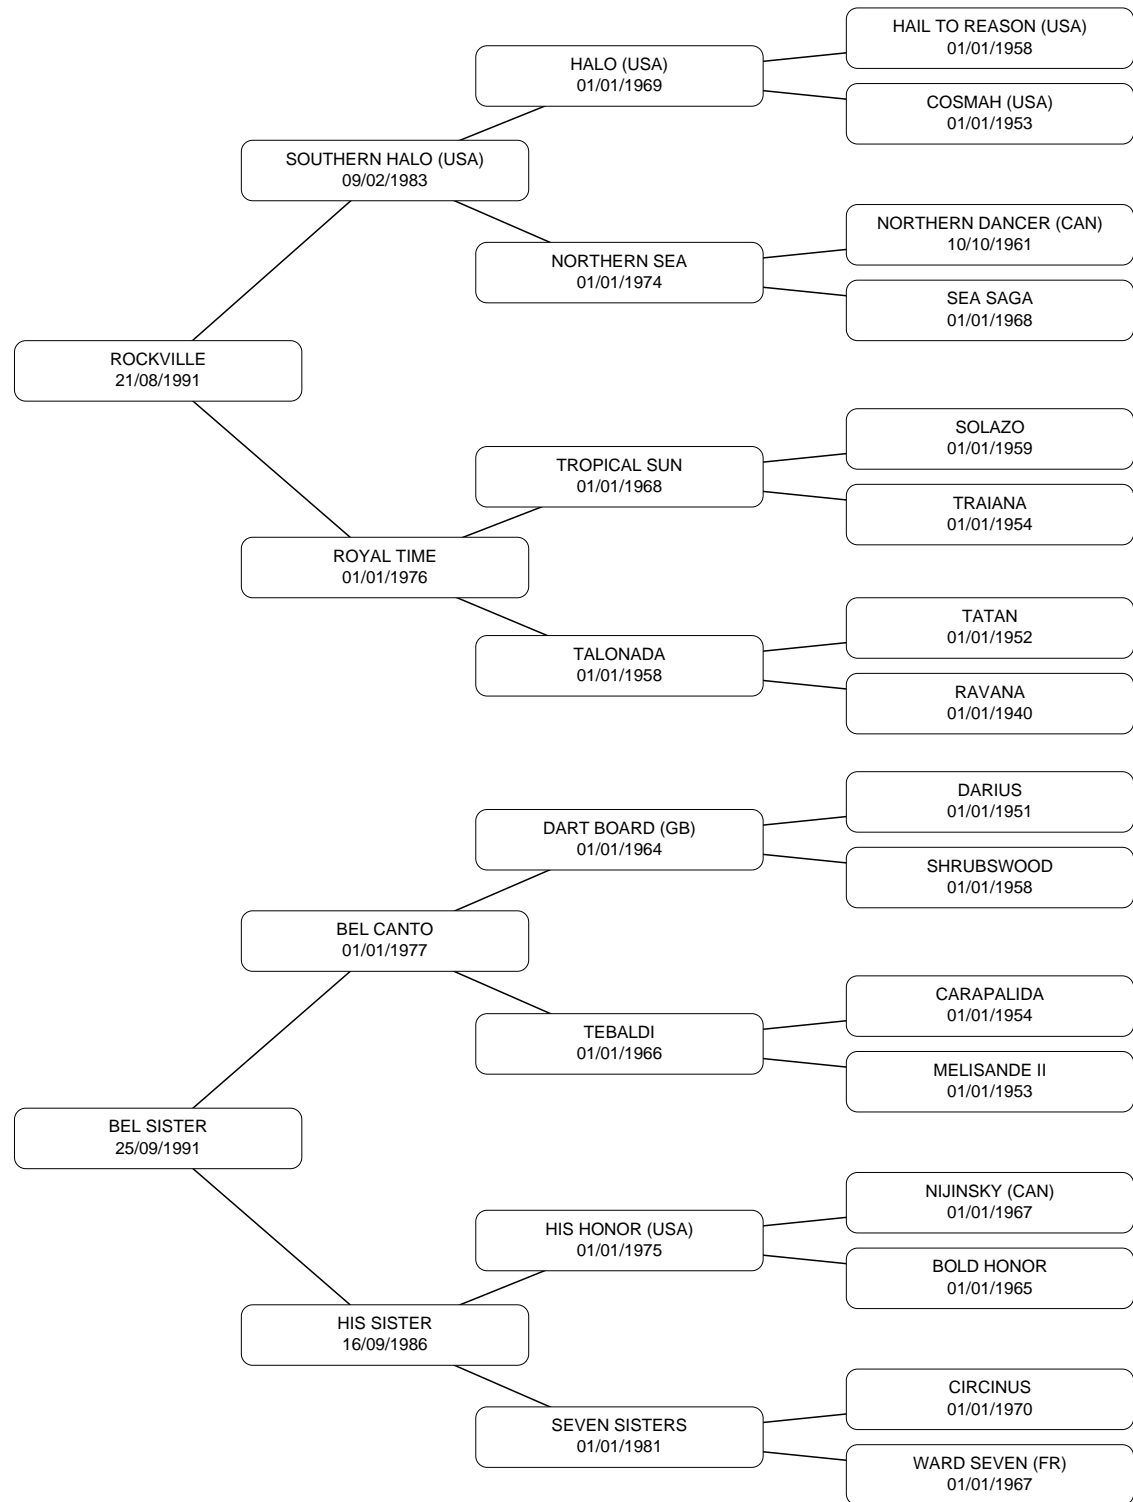 HAIL TO REASON (USA)
01/01/1958
HALO (USA)
01/01/1969
COSMAH (USA)
01/01/1953
SOUTHERN HALO (USA)
09/02/1983
NORTHERN DANCER (CAN)
10/10/1961
NORTHERN SEA
01/01/1974
SEA SAGA
01/01/1968
ROCKVILLE
21/08/1991
SOLAZO
01/01/1959
TROPICAL SUN
01/01/1968
TRAIANA
01/01/1954
ROYAL TIME
01/01/1976
TATAN
01/01/1952
TALONADA
01/01/1958
RAVANA
01/01/1940
DARIUS
01/01/1951
DART BOARD (GB)
01/01/1964
SHRUBSWOOD
01/01/1958
BEL CANTO
01/01/1977
CARAPALIDA
01/01/1954
TEBALDI
01/01/1966
MELISANDE II
01/01/1953
BEL SISTER
25/09/1991
NIJINSKY (CAN)
01/01/1967
HIS HONOR (USA)
01/01/1975
BOLD HONOR
01/01/1965
HIS SISTER
16/09/1986
CIRCINUS
01/01/1970
SEVEN SISTERS
01/01/1981
WARD SEVEN (FR)
01/01/1967